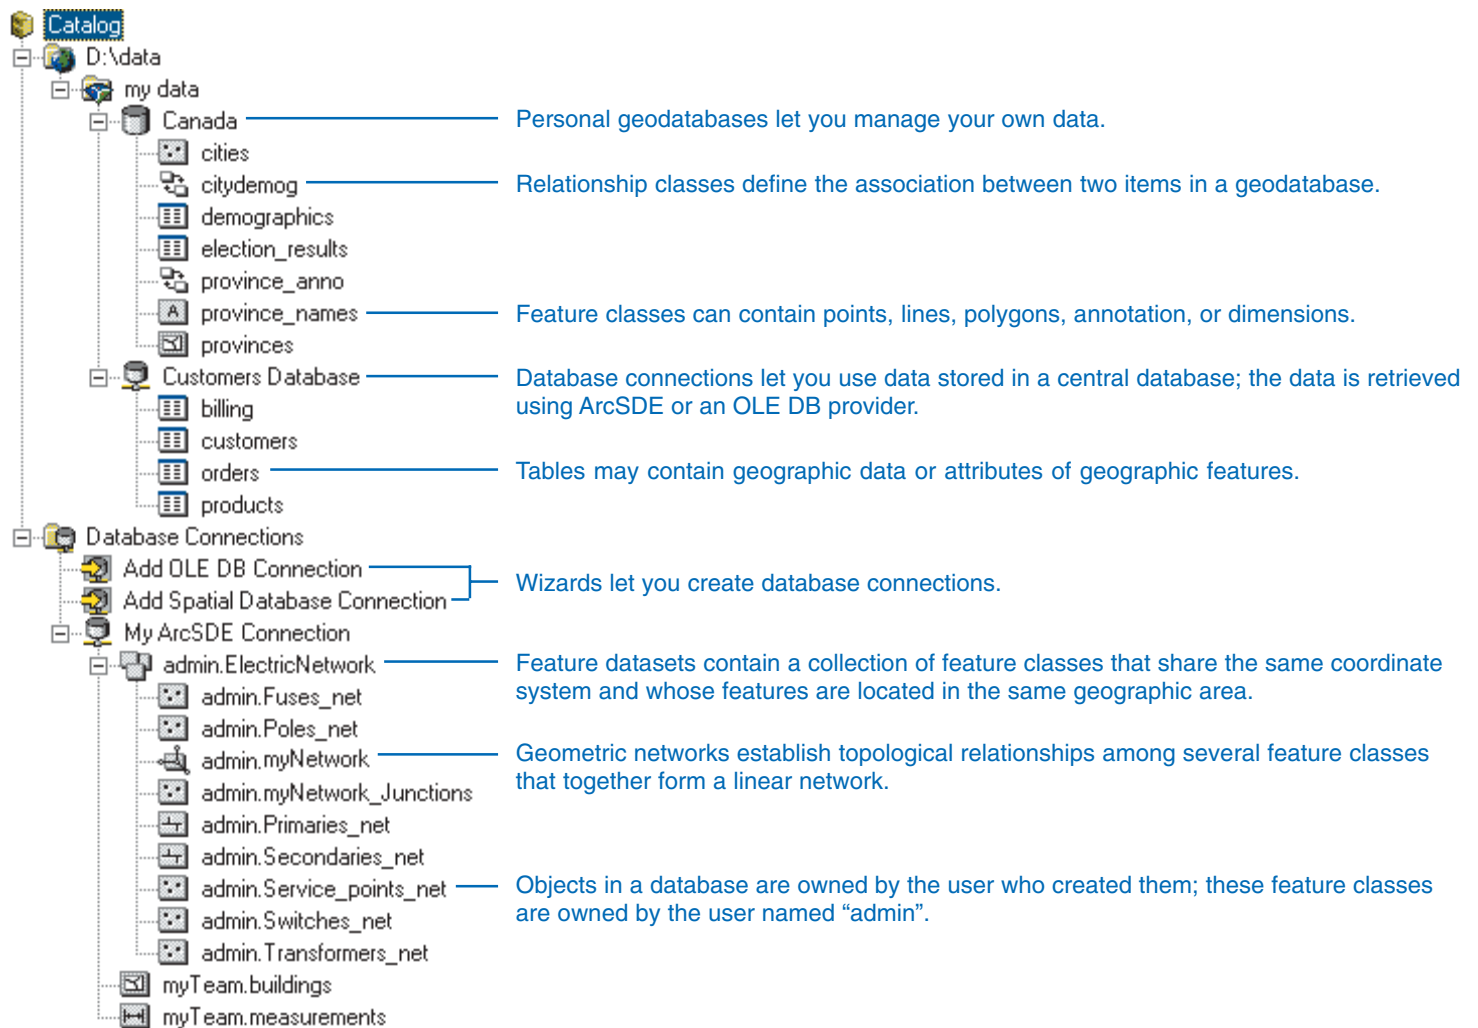 Catalog
D:\data
my data
Canada
Personal geodatabases let you manage your own data.
cities
citydemog
Relationship classes define the association between two items in a geodatabase.
demographics
election_results
province_anno
A
province_names
Feature classes can contain points, lines, polygons, annotation, or dimensions.
provinces
Customers Database
Database connections let you use data stored in a central database; the data is retrieved
using ArcSDE or an OLE DB provider.
billing
customers
orders
Tables may contain geographic data or attributes of geographic features.
products
Database Connections
Add OLE DB Connection
Add Spatial Database Connection
Wizards let you create database connections.
My ArcSDE Connection
admin.ElectricNetwork
Feature datasets contain a collection of feature classes that share the same coordinate
system and whose features are located in the same geographic area.
admin.Fuses_net
admin.Poles_net
admin.myNetwork
Geometric networks establish topological relationships among several feature classes
that together form a linear network.
admin.myNetwork_Junctions
admin.Primaries_net
admin.Secondaries_net
admin.Service_points_net
Objects in a database are owned by the user who created them; these feature classes
are owned by the user named “admin”.
admin.Switches_net
admin.Transformers_net
myTeam.buildings
myTeam.measurements